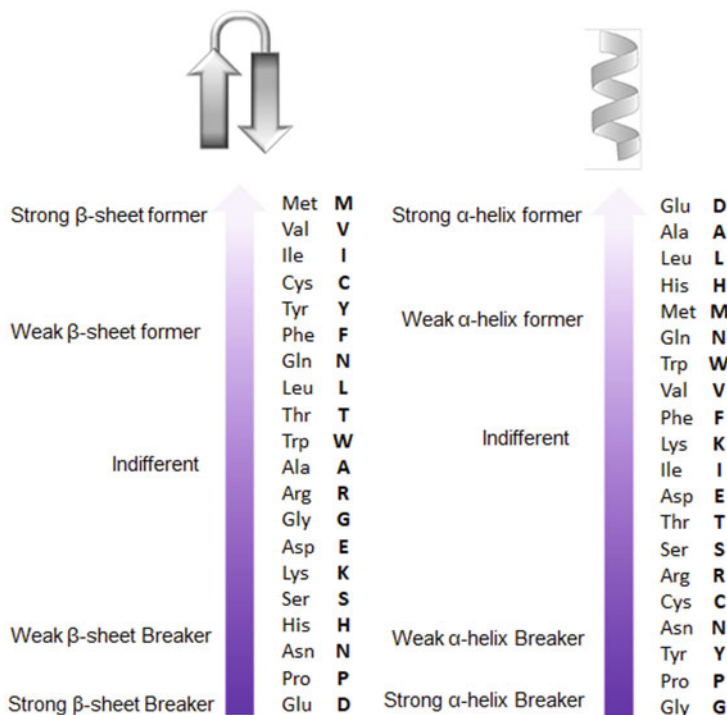 Strong β-sheet former
Weak β-sheet former
Indifferent
Weak β-sheet Breaker
Strong β-sheet Breaker
Met M
Val V
Ile I
Cys C
Tyr Y
Phe F
Gln N
Leu L
Thr T
Trp W
Ala A
Arg R
Gly G
Asp E
Lys K
Ser S
His H
Asn N
Pro P
Glu D
Strong α-helix former
Weak α-helix former
Indifferent
Weak α-helix Breaker
Strong α-helix Breaker
Glu D
Ala A
Leu L
His H
Met M
Gln N
Trp W
Val V
Phe F
Lys K
Ile I
Asp E
Thr T
Ser S
Arg R
Cys C
Asn N
Tyr Y
Pro P
Gly G